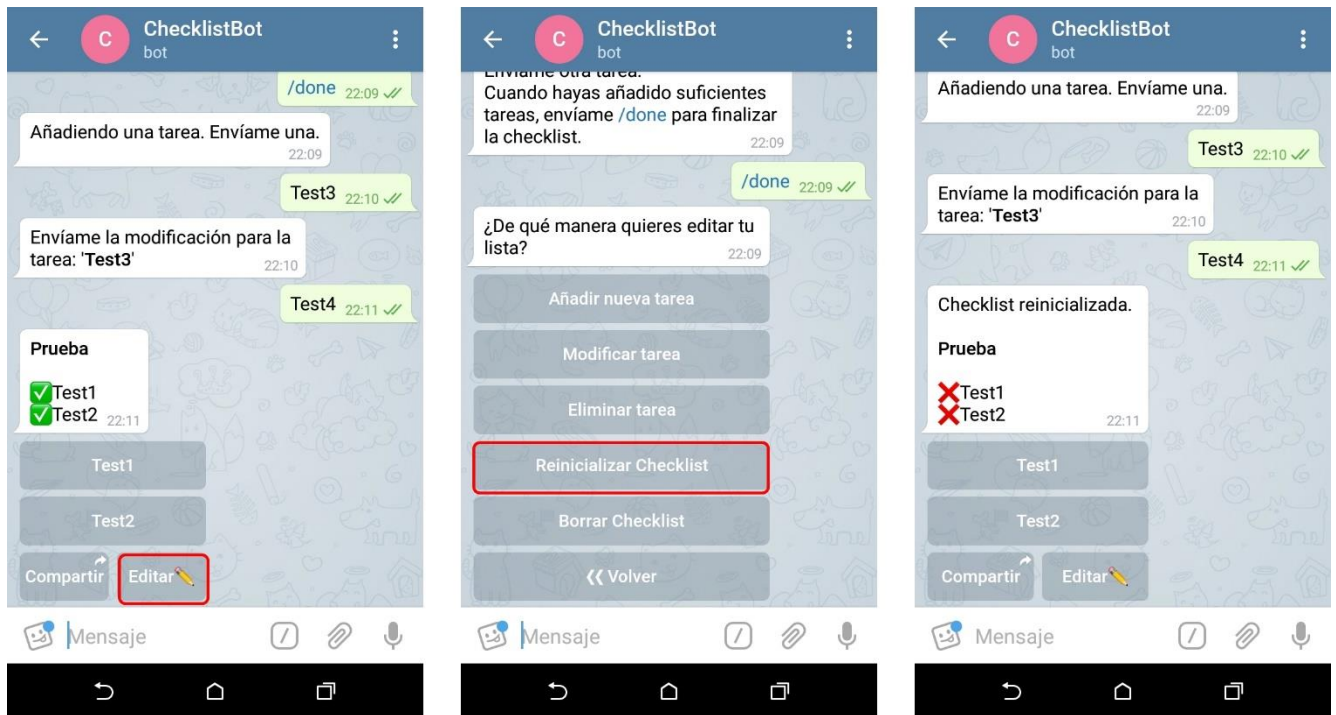 ChecklistBot
bot
/done 22:09
Añadiendo una tarea. Envíame una.
22:09
Test3 22:10
Envíame la modificación para la
tarea: 'Test3'
22:10
Test4 22:11
Prueba
✅Test1
✅Test2 22:11
Test1
Test2
Compartir Editar✏️
Mensaje
C
ChecklistBot
bot
Envíame otra tarea.
Cuando hayas añadido suficientes
tareas, envíame /done para finalizar
la checklist.
22:09
/done 22:09
¿De qué manera quieres editar tu
lista?
22:09
Añadir nueva tarea
Modificar tarea
Eliminar tarea
Reinicializar Checklist
Borrar Checklist
❮❮ Volver
Mensaje
C
ChecklistBot
bot
Añadiendo una tarea. Envíame una.
22:09
Test3 22:10
Envíame la modificación para la
tarea: 'Test3'
22:10
Test4 22:11
Checklist reinicializada.
Prueba
❌Test1
❌Test2 22:11
Test1
Test2
Compartir Editar✏️
Mensaje
C